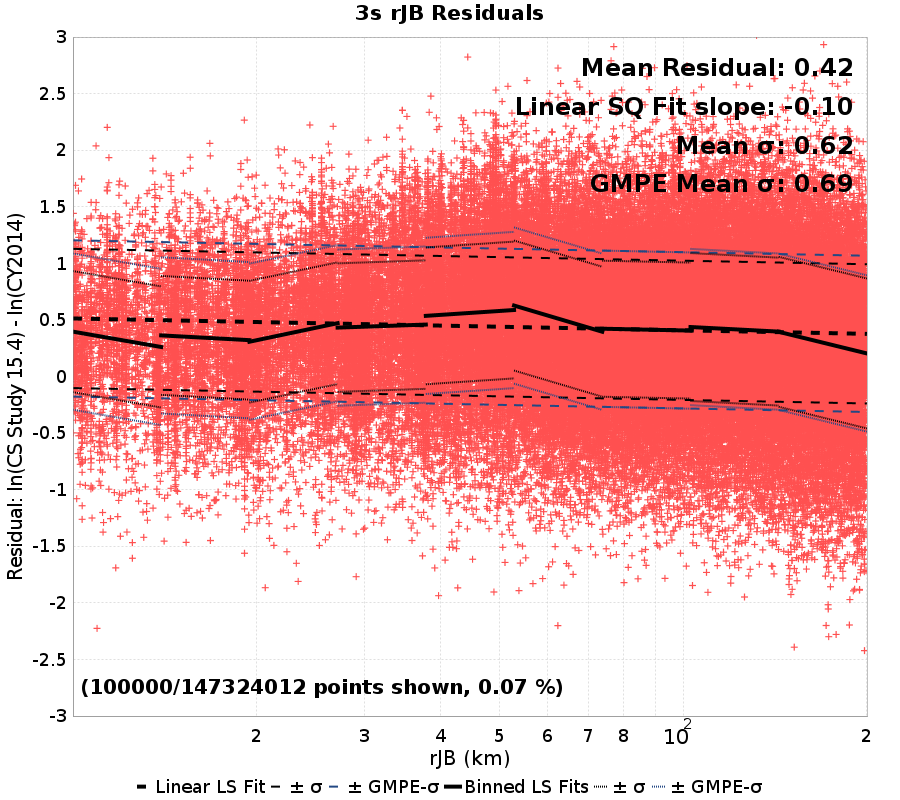 3s rJB Residuals
Mean Residual: 0.42
Linear SQ Fit slope: -0.10
Mean σ: 0.62
GMPE Mean σ: 0.69
Residual: ln(CS Study 15.4) - ln(CY2014)
3
2.5
2
1.5
1
0.5
0
-0.5
-1
-1.5
-2
-2.5
-3
(100000/147324012 points shown, 0.07 %)
2 3 4 5 6 7 8 10² 2
rJB (km)
Linear LS Fit ± σ ± GMPE-σ Binned LS Fits ± σ ± GMPE-σ